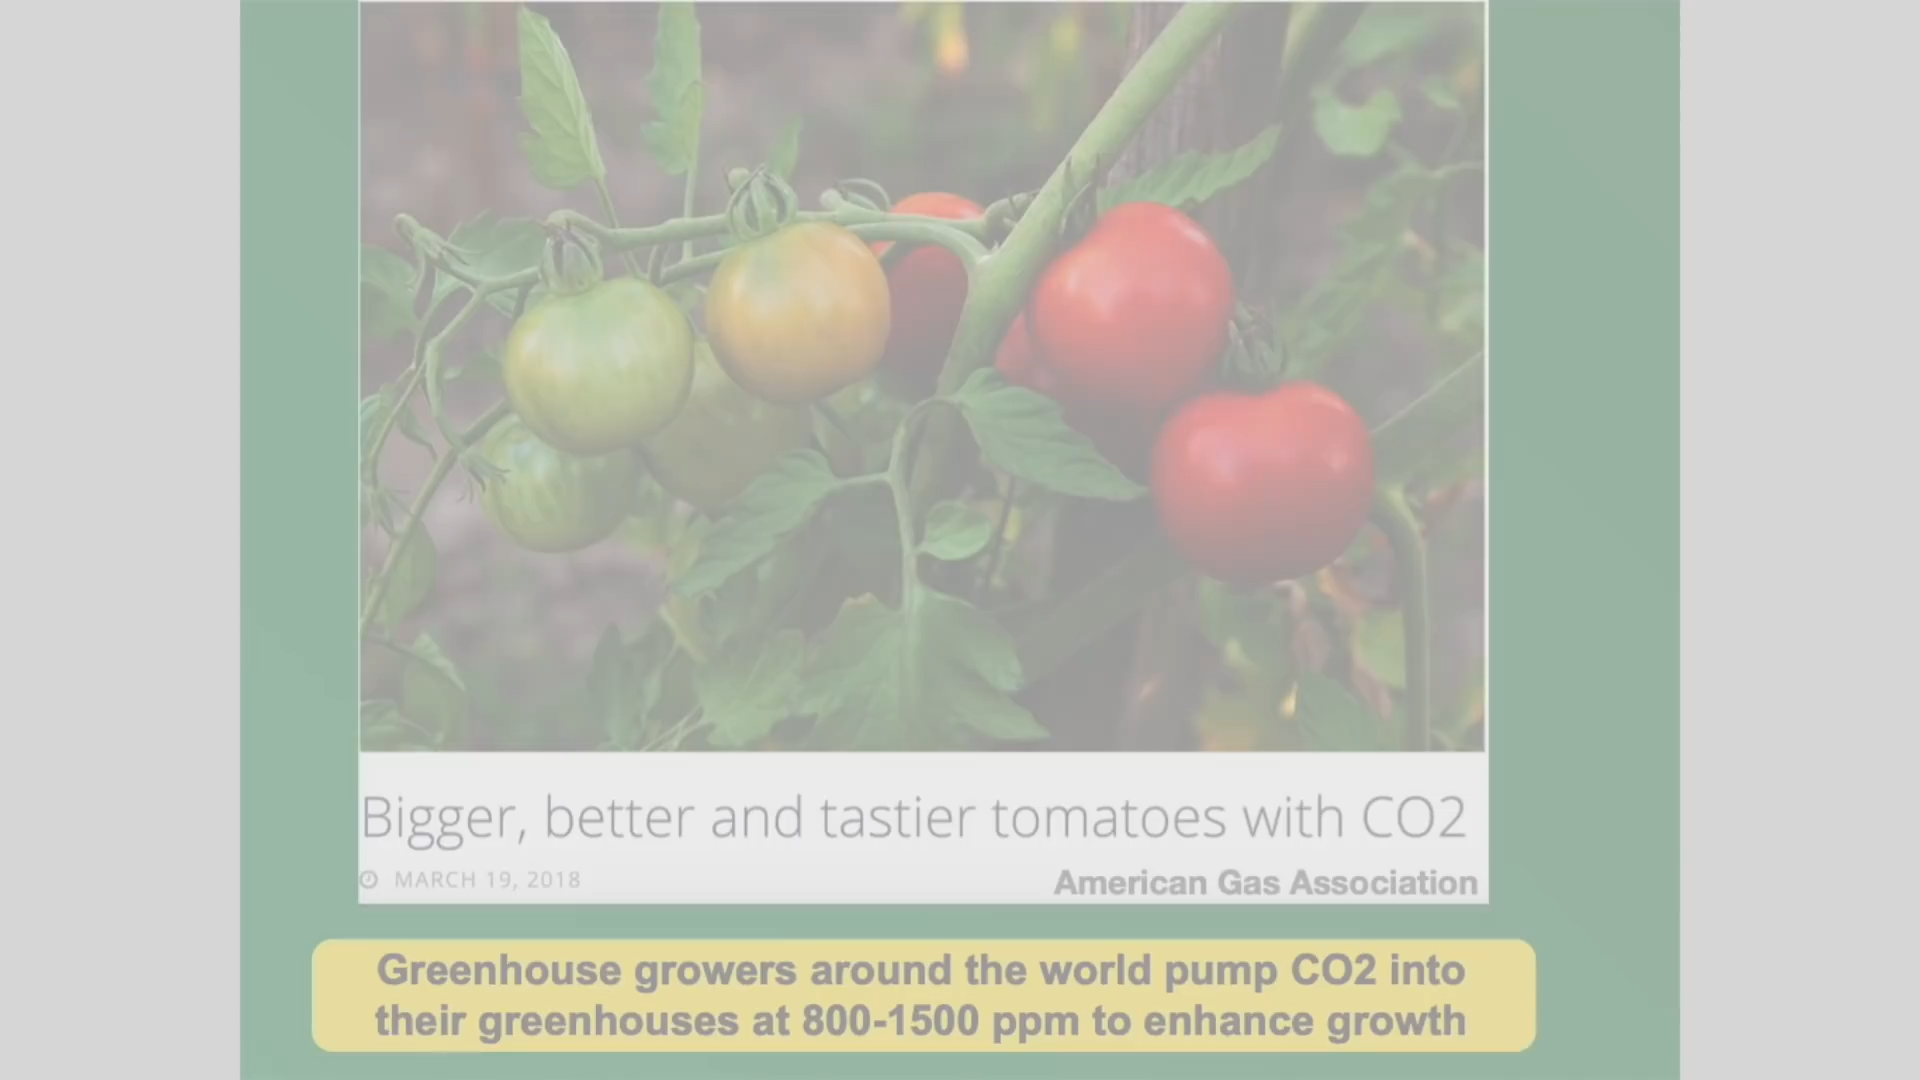 Bigger, better and tastier tomatoes with CO2
MARCH 19, 2018
American Gas Association
Greenhouse growers around the world pump CO2 into
their greenhouses at 800-1500 ppm to enhance growth